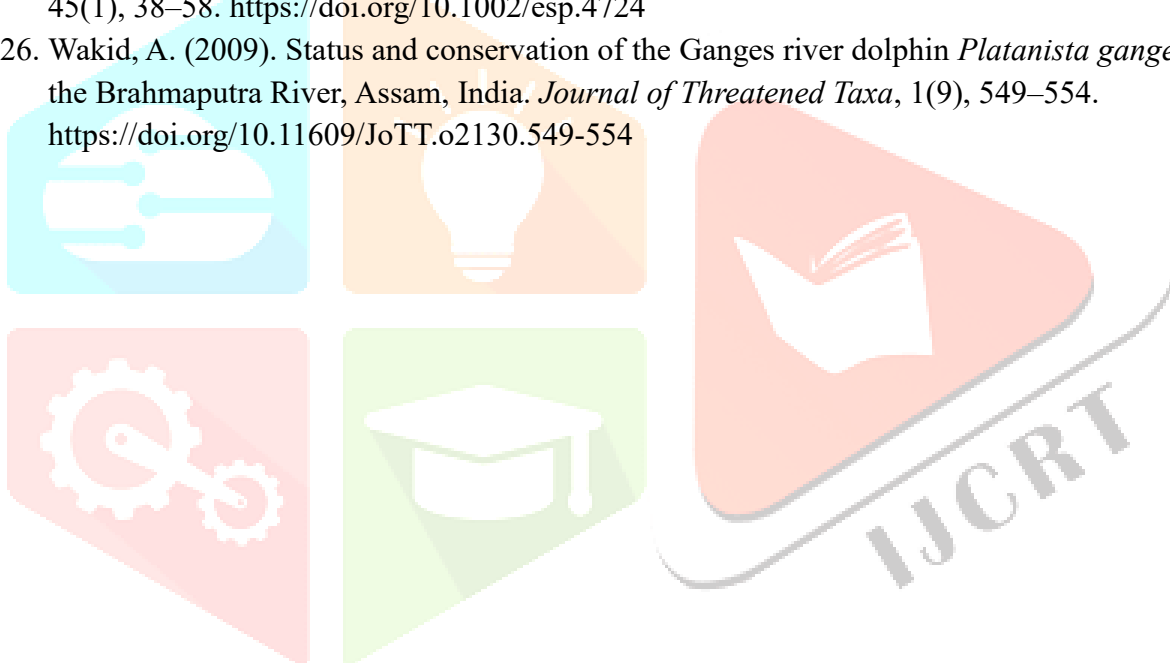 45(1), 38–58. https://doi.org/10.1002/esp.4724
26. Wakid, A. (2009). Status and conservation of the Ganges river dolphin Platanista gange
the Brahmaputra River, Assam, India. Journal of Threatened Taxa, 1(9), 549–554.
https://doi.org/10.11609/JoTT.o2130.549-554
IJCRT